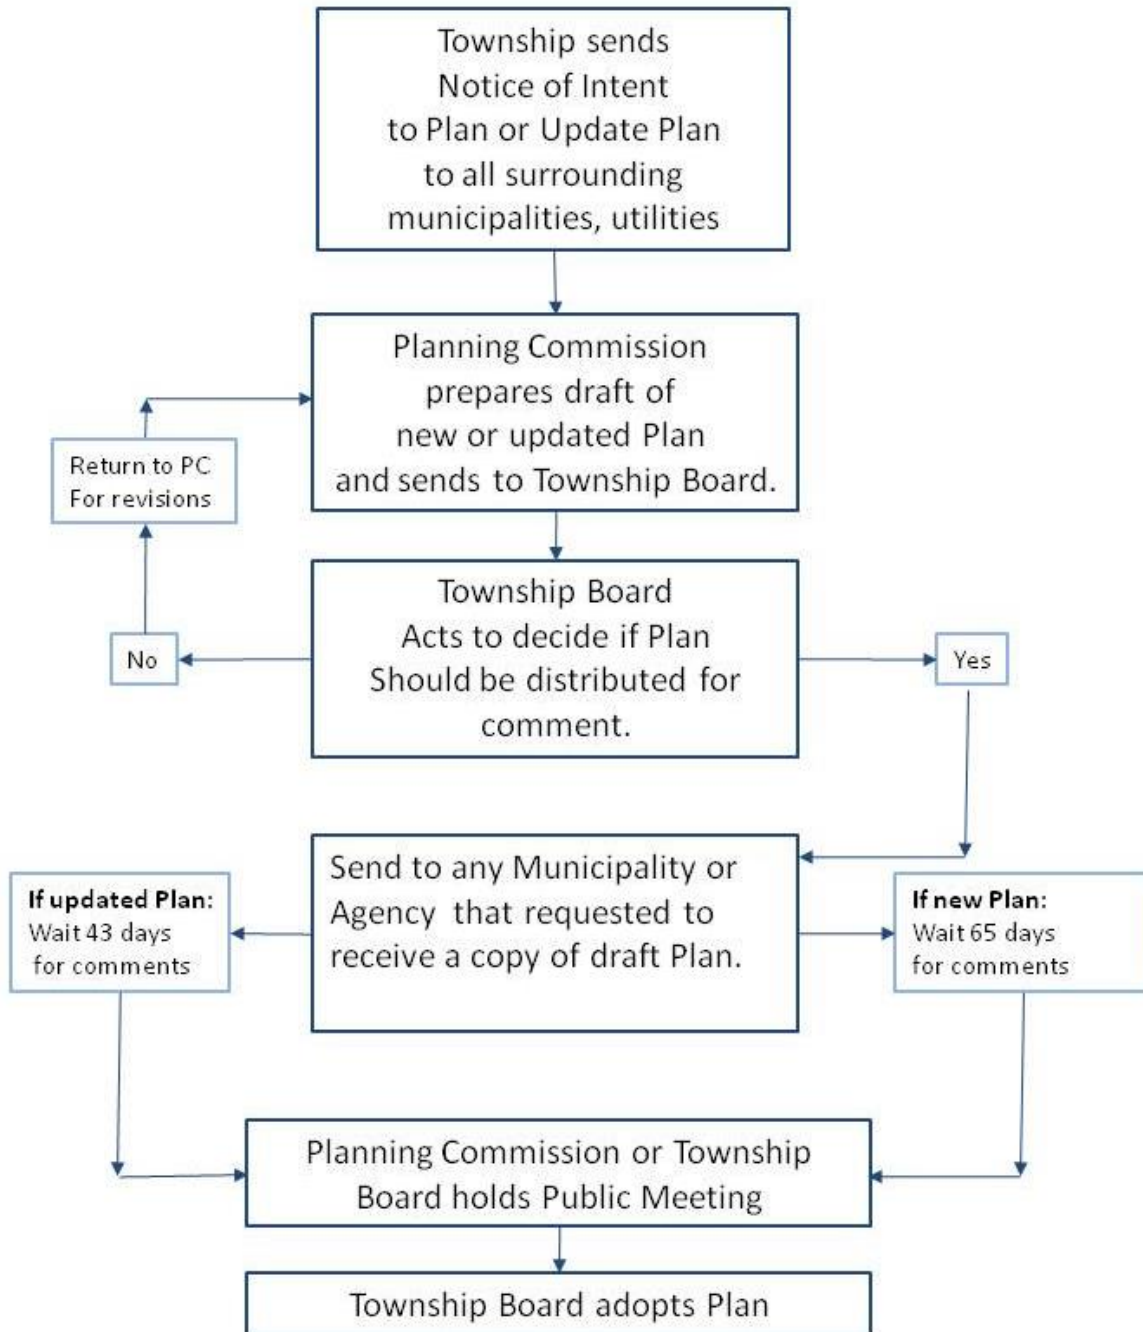 Township sends
Notice of Intent
to Plan or Update Plan
to all surrounding
municipalities, utilities
Planning Commission
prepares draft of
new or updated Plan
and sends to Township Board.
Return to PC
For revisions
Township Board
Acts to decide if Plan
Should be distributed for
comment.
No
Yes
Send to any Municipality or
Agency that requested to
receive a copy of draft Plan.
If updated Plan:
Wait 43 days
for comments
If new Plan:
Wait 65 days
for comments
Planning Commission or Township
Board holds Public Meeting
Township Board adopts Plan